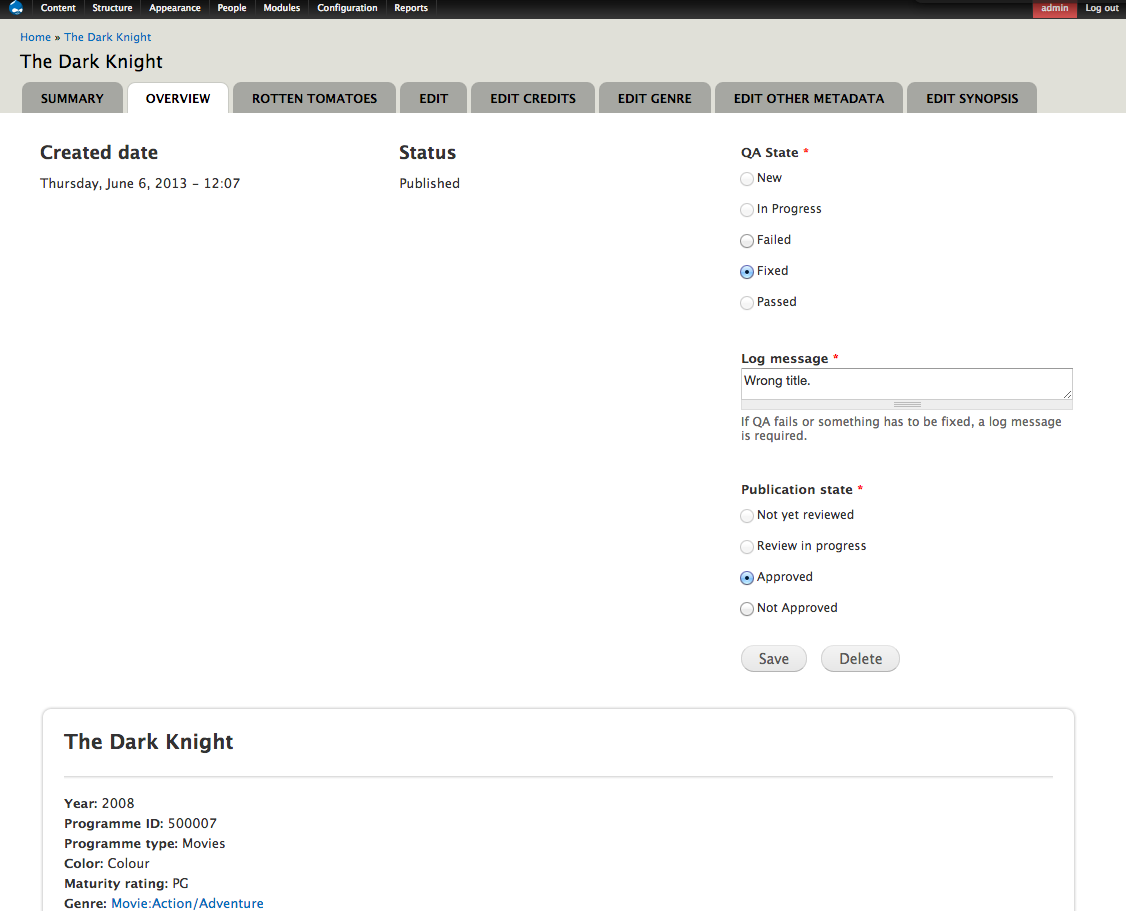 Content Structure Appearance People Modules Configuration Reports admin Log out
Home » The Dark Knight
The Dark Knight
SUMMARY OVERVIEW ROTTEN TOMATOES EDIT EDIT CREDITS EDIT GENRE EDIT OTHER METADATA EDIT SYNOPSIS
Created date
Thursday, June 6, 2013 - 12:07
Status
Published
QA State *
New
In Progress
Failed
Fixed
Passed
Log message *
Wrong title.
If QA fails or something has to be fixed, a log message
is required.
Publication state *
Not yet reviewed
Review in progress
Approved
Not Approved
Save Delete
The Dark Knight
Year: 2008
Programme ID: 500007
Programme type: Movies
Color: Colour
Maturity rating: PG
Genre: Movie:Action/Adventure